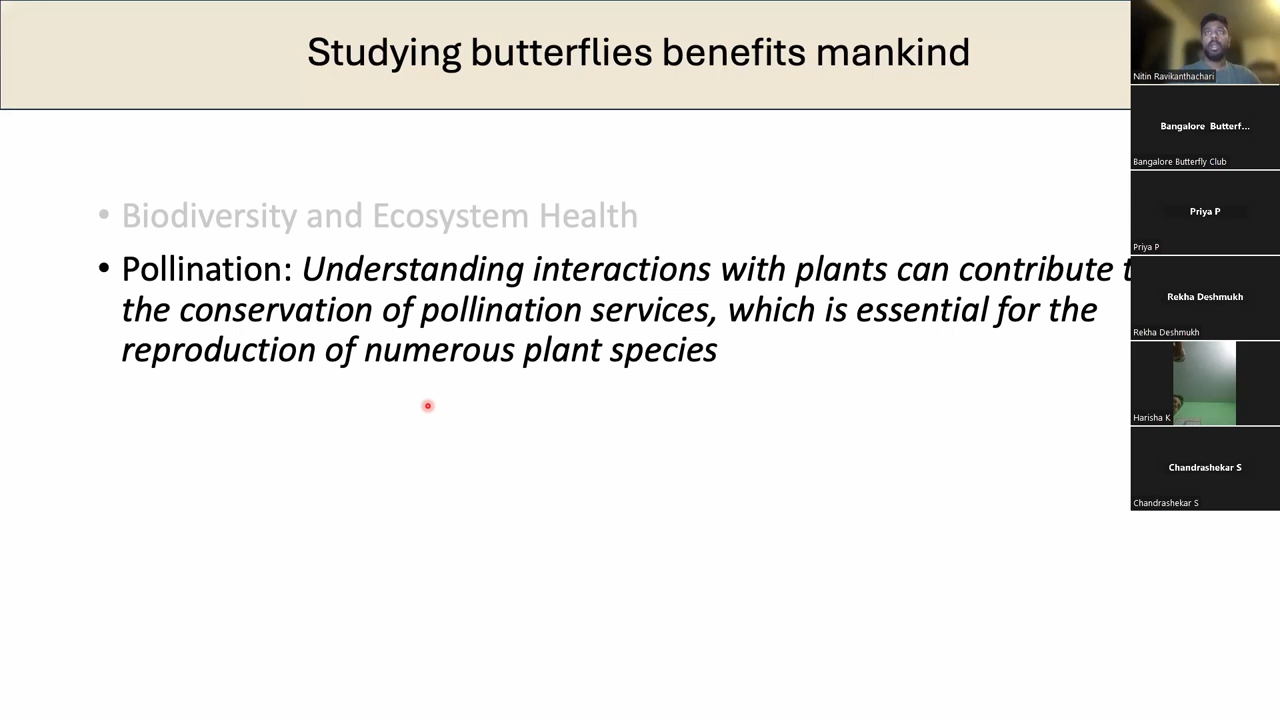 Studying butterflies benefits mankind
• Biodiversity and Ecosystem Health
• Pollination: Understanding interactions with plants can contribute
the conservation of pollination services, which is essential for the
reproduction of numerous plant species
Nitin Ravikanthachari
Bangalore Butterf...
Bangalore Butterfly Club
Priya P
Priya P
Rekha Deshmukh
Rekha Deshmukh
Harisha K
Chandrashekar S
Chandrashekar S